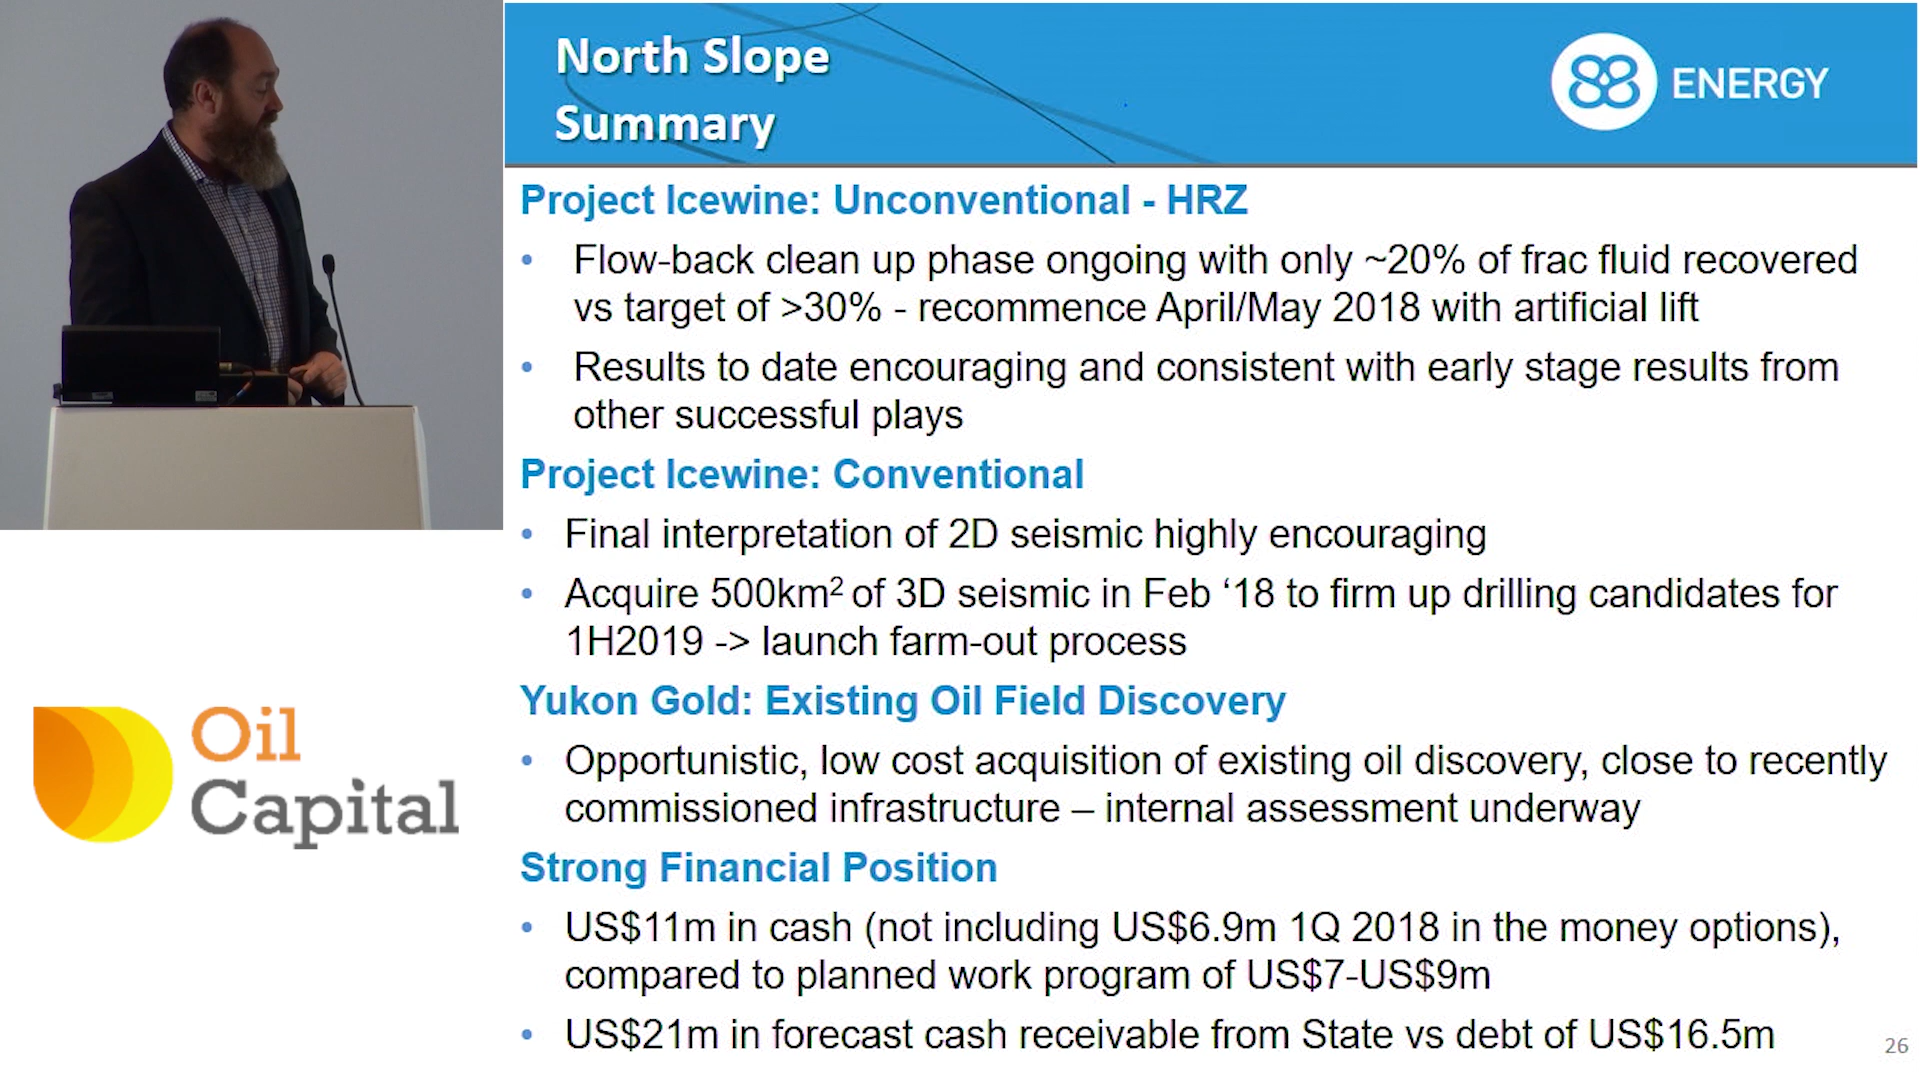 North Slope
Summary
88 ENERGY
Project Icewine: Unconventional - HRZ
• Flow-back clean up phase ongoing with only ~20% of frac fluid recovered
vs target of >30% - recommence April/May 2018 with artificial lift
• Results to date encouraging and consistent with early stage results from
other successful plays
Project Icewine: Conventional
• Final interpretation of 2D seismic highly encouraging
• Acquire 500km² of 3D seismic in Feb ‘18 to firm up drilling candidates for
1H2019 -> launch farm-out process
Yukon Gold: Existing Oil Field Discovery
• Opportunistic, low cost acquisition of existing oil discovery, close to recently
commissioned infrastructure – internal assessment underway
Strong Financial Position
• US$11m in cash (not including US$6.9m 1Q 2018 in the money options),
compared to planned work program of US$7-US$9m
• US$21m in forecast cash receivable from State vs debt of US$16.5m
26
Oil
Capital